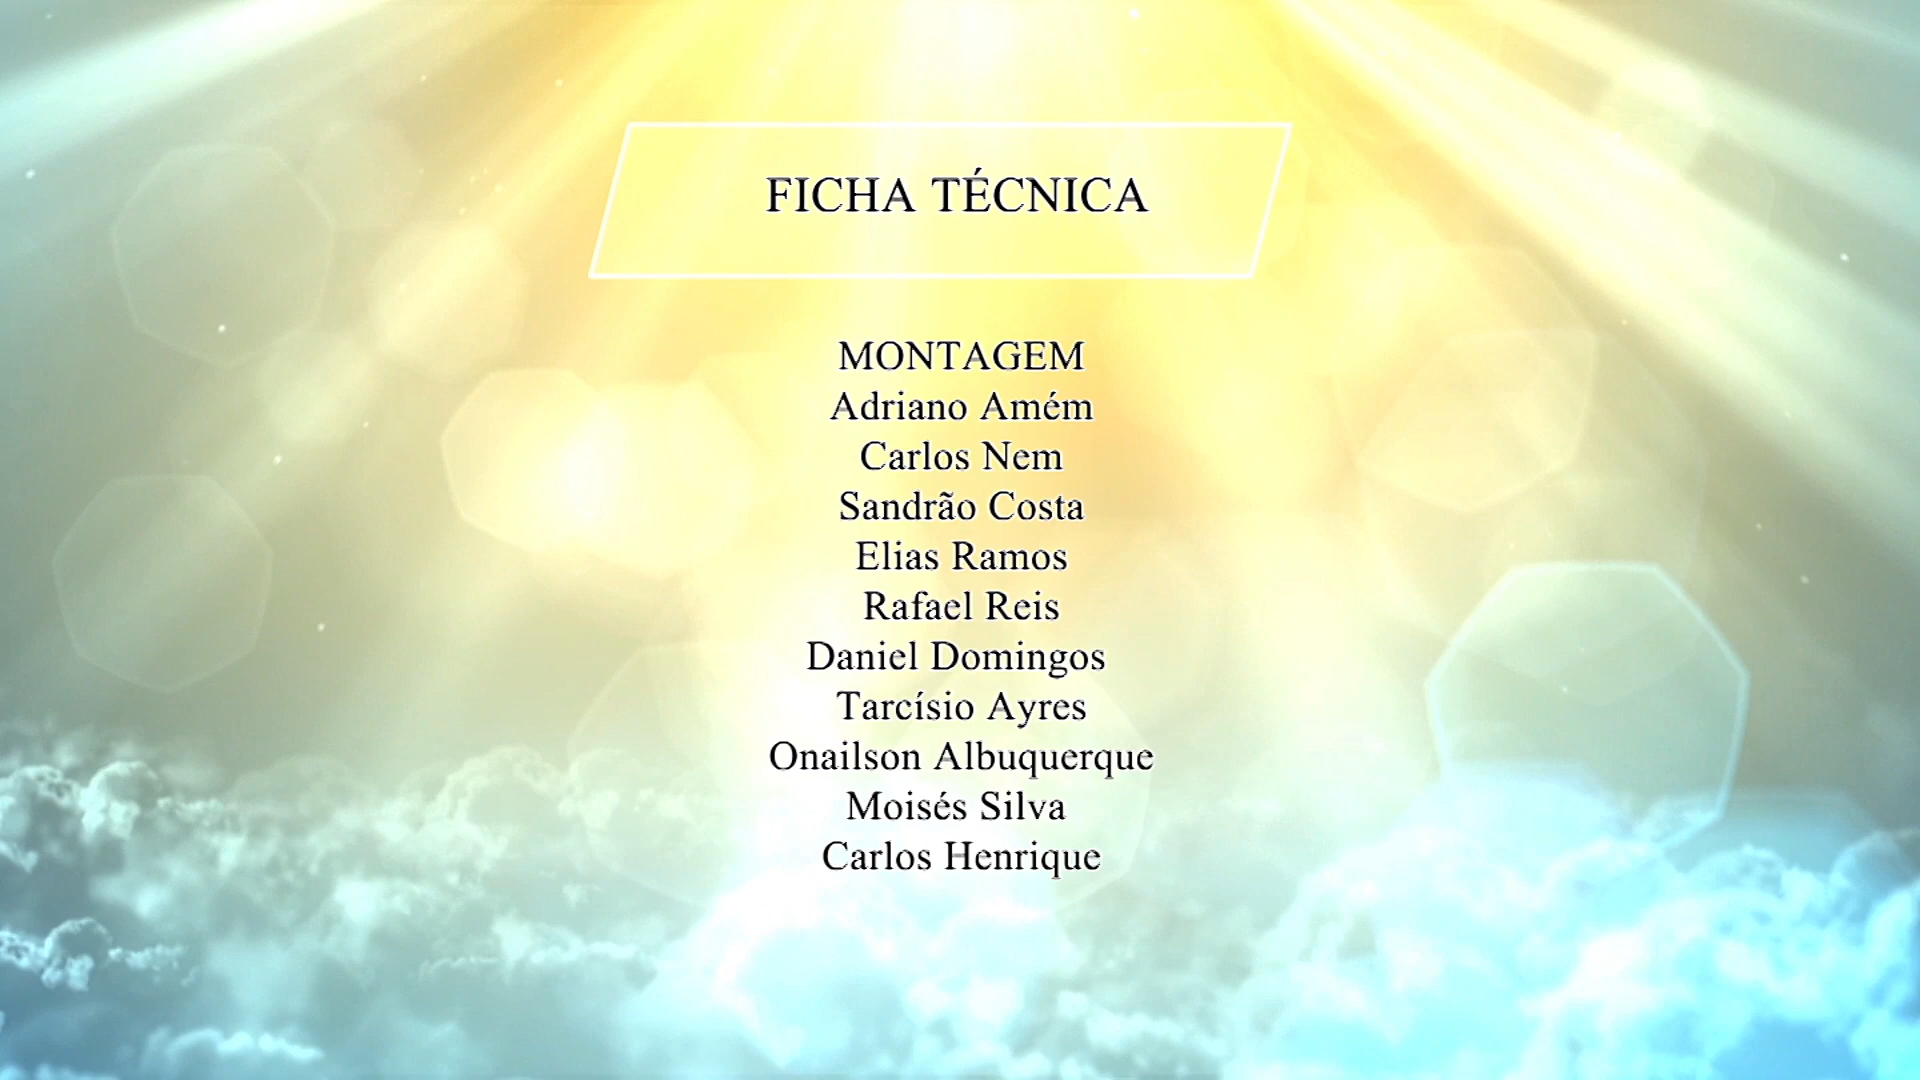 FICHA TÉCNICA
MONTAGEM
Adriano Amém
Carlos Nem
Sandrão Costa
Elias Ramos
Rafael Reis
Daniel Domingos
Tarcísio Ayres
Onailson Albuquerque
Moisés Silva
Carlos Henrique